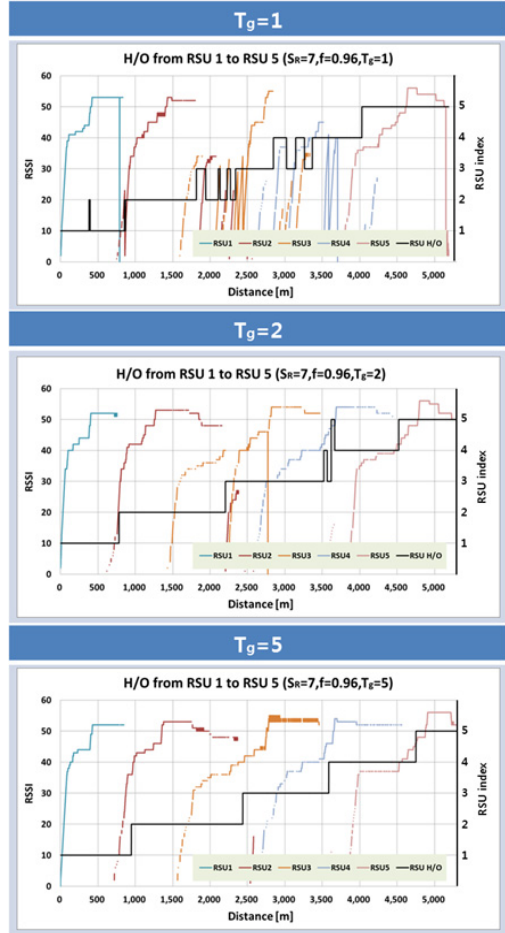 Tg=1
H/O from RSU 1 to RSU 5 (SR=7,f=0.96,Tg=1)
60
50
40
30
20
10
0
RSSI
5
4
3
2
1
RSU index
RSU1 RSU2 RSU3 RSU4 RSU5 RSU H/O
0 500 1,000 1,500 2,000 2,500 3,000 3,500 4,000 4,500 5,000
Distance [m]
Tg=2
H/O from RSU 1 to RSU 5 (SR=7,f=0.96,Tg=2)
60
50
40
30
20
10
0
RSSI
5
4
3
2
1
RSU index
RSU1 RSU2 RSU3 RSU4 RSU5 RSU H/O
0 500 1,000 1,500 2,000 2,500 3,000 3,500 4,000 4,500 5,000
Distance [m]
Tg=5
H/O from RSU 1 to RSU 5 (SR=7,f=0.96,Tg=5)
60
50
40
30
20
10
0
RSSI
5
4
3
2
1
RSU index
RSU1 RSU2 RSU3 RSU4 RSU5 RSU H/O
0 500 1,000 1,500 2,000 2,500 3,000 3,500 4,000 4,500 5,000
Distance [m]